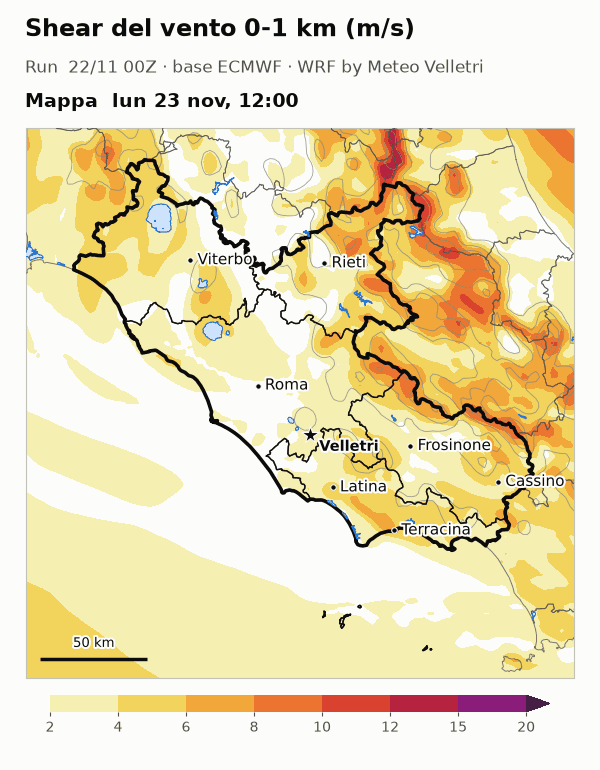 Shear del vento 0-1 km (m/s)
Run  22/11 00Z · base ECMWF · WRF by Meteo Velletri
Mappa  lun 23 nov, 12:00
Viterbo
Rieti
Roma
Velletri
Frosinone
Latina
Cassino
Terracina
50 km
2 4 6 8 10 12 15 20